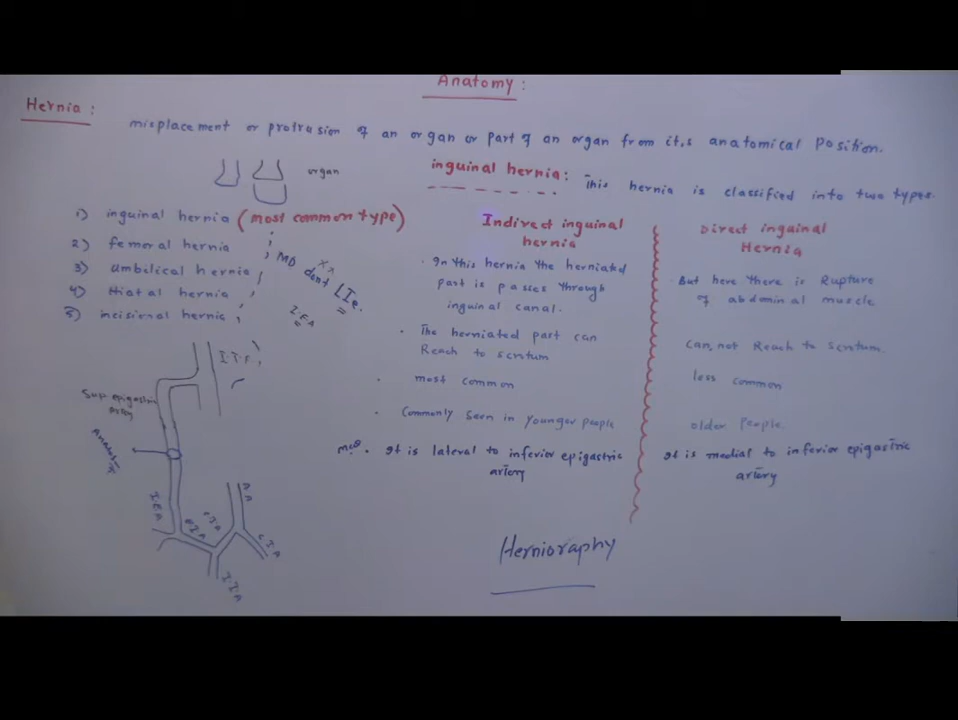 Anatomy :
Hernia :
misplacement or protrusion of an organ or part of an organ from it,s anatomical position.
organ
1) inguinal hernia (most common type)
2) femoral hernia
3) umbilical hernia
4) Hiatal hernia
5) incisional hernia
MD dont LIe.
I.E.A
I.T.A
Sup. epigastric
artery
I.E.A
E.I.A
C.I.A
A.A
C.I.A
I.I.A
inguinal hernia: This hernia is classified into two types.
Indirect inguinal
hernia
. In this hernia the herniated
part is passes through
inguinal canal.
. The herniated part can
Reach to scrotum
. most common
. Commonly seen in younger people
. It is lateral to inferior epigastric
artery
Direct inguinal
Hernia
. But here there is Rupture
of abdominal muscle
Can, not Reach to scrotum.
less common
older People.
It is medial to inferior epigastric
artery
Hernioraphy